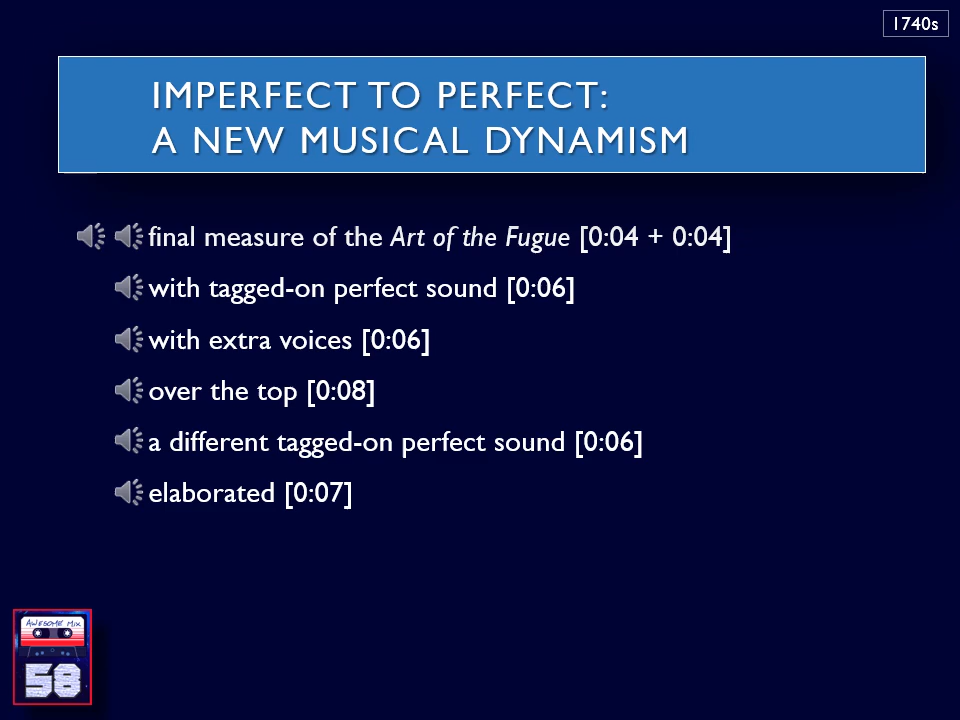 1740s
IMPERFECT TO PERFECT:
A NEW MUSICAL DYNAMISM
final measure of the Art of the Fugue [0:04 + 0:04]
with tagged-on perfect sound [0:06]
with extra voices [0:06]
over the top [0:08]
a different tagged-on perfect sound [0:06]
elaborated [0:07]
AWESOME MIX
58